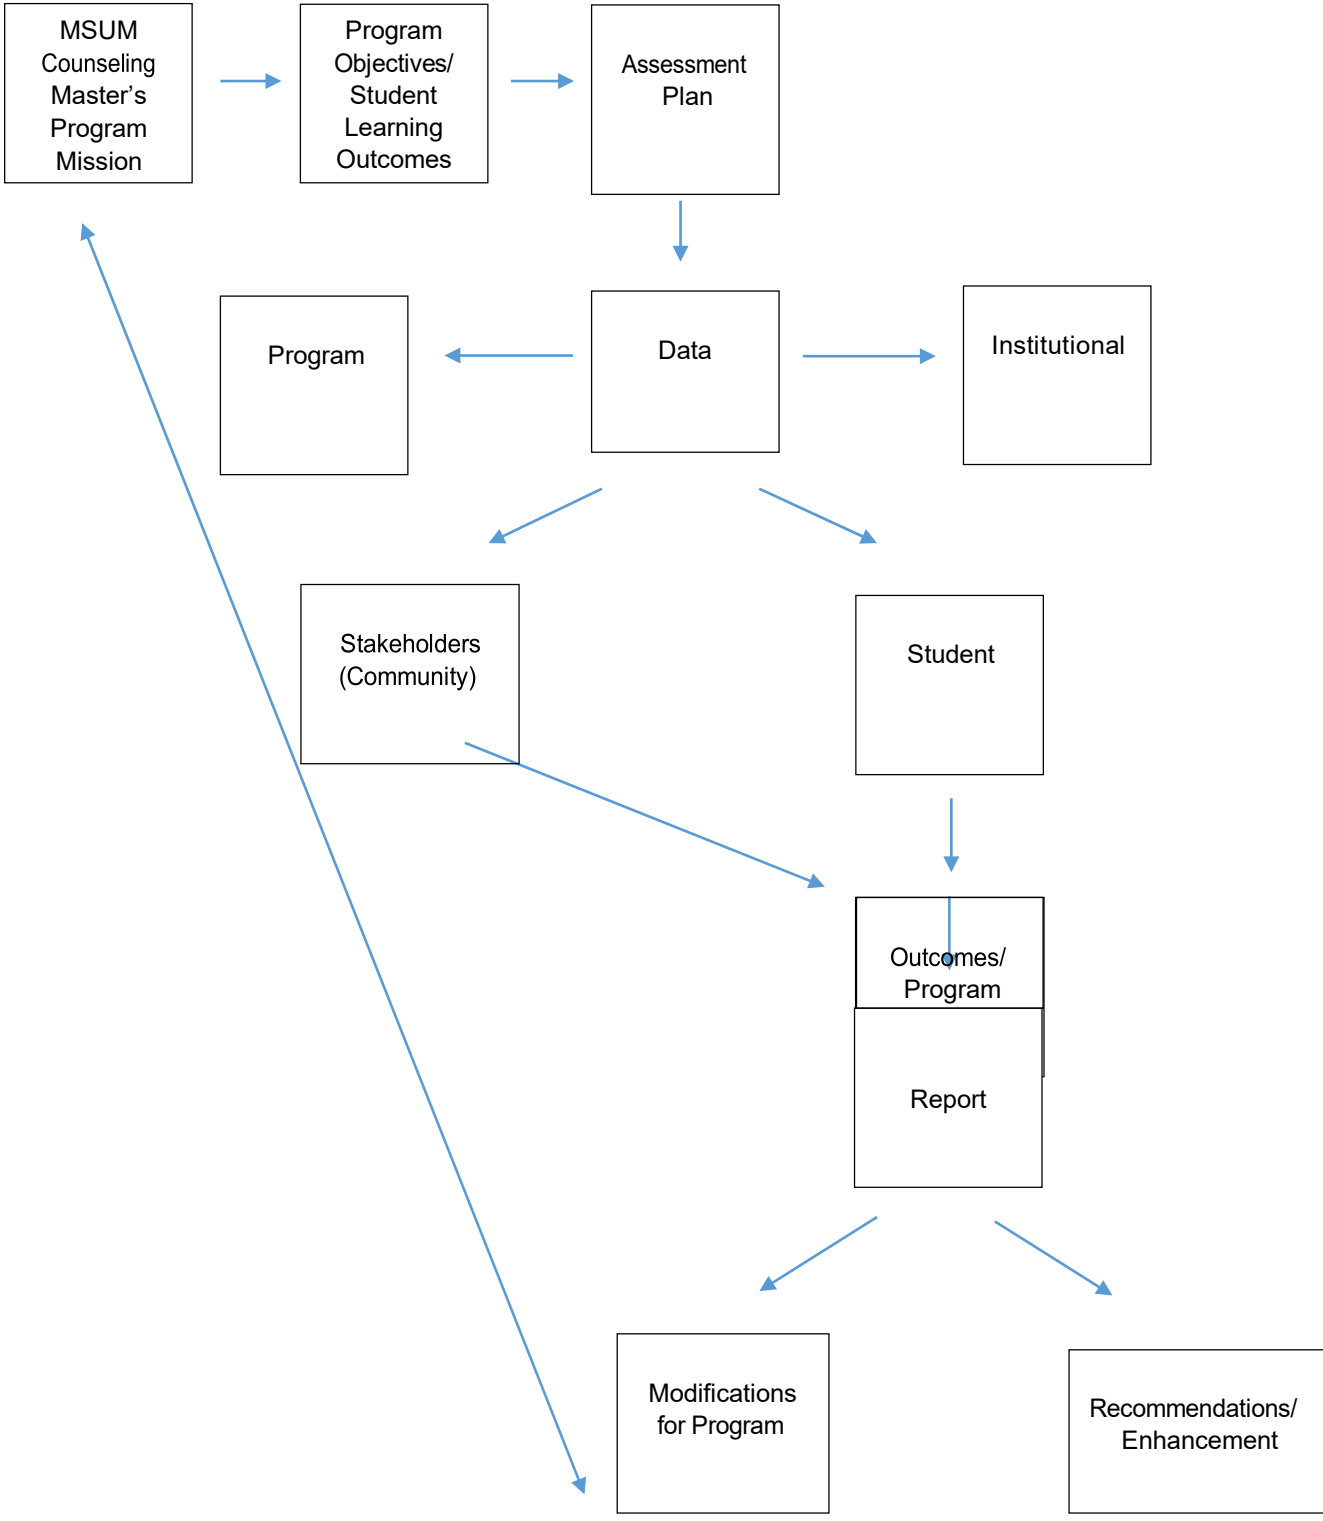 MSUM
Counseling
Master’s
Program
Mission
Program
Objectives/
Student
Learning
Outcomes
Assessment
Plan
Program
Data
Institutional
Stakeholders
(Community)
Student
Outcomes/
Program
Report
Modifications
for Program
Recommendations/
Enhancement